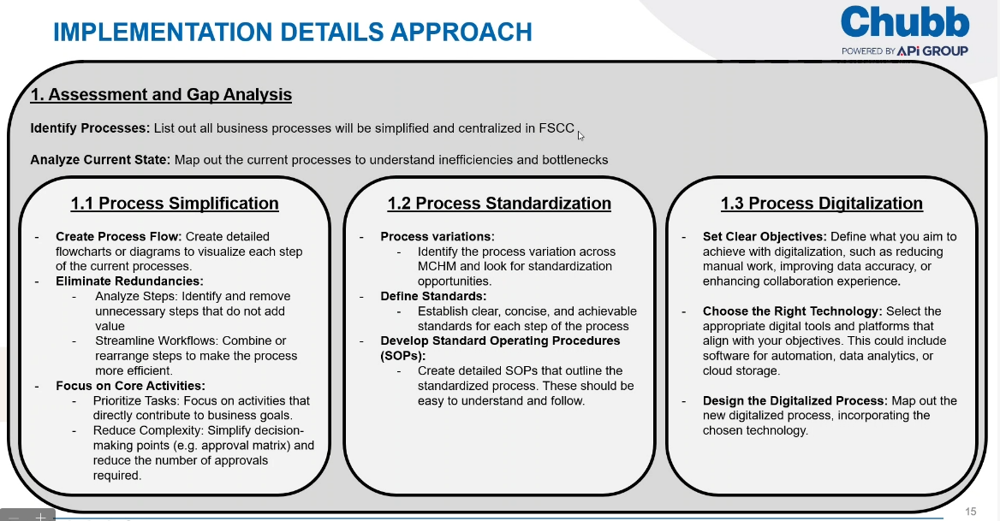 IMPLEMENTATION DETAILS APPROACH
Chubb
POWERED BY APi GROUP
1. Assessment and Gap Analysis
Identify Processes: List out all business processes will be simplified and centralized in FSCC
Analyze Current State: Map out the current processes to understand inefficiencies and bottlenecks
1.1 Process Simplification
- Create Process Flow: Create detailed
flowcharts or diagrams to visualize each step
of the current processes.
- Eliminate Redundancies:
- Analyze Steps: Identify and remove
unnecessary steps that do not add
value
- Streamline Workflows: Combine or
rearrange steps to make the process
more efficient.
- Focus on Core Activities:
- Prioritize Tasks: Focus on activities that
directly contribute to business goals.
- Reduce Complexity: Simplify decision-
making points (e.g. approval matrix) and
reduce the number of approvals
required.
1.2 Process Standardization
- Process variations:
- Identify the process variation across
MCHM and look for standardization
opportunities.
- Define Standards:
- Establish clear, concise, and achievable
standards for each step of the process
- Develop Standard Operating Procedures
(SOPs):
- Create detailed SOPs that outline the
standardized process. These should be
easy to understand and follow.
1.3 Process Digitalization
- Set Clear Objectives: Define what you aim to
achieve with digitalization, such as reducing
manual work, improving data accuracy, or
enhancing collaboration experience.
- Choose the Right Technology: Select the
appropriate digital tools and platforms that
align with your objectives. This could include
software for automation, data analytics, or
cloud storage.
- Design the Digitalized Process: Map out the
new digitalized process, incorporating the
chosen technology.
15